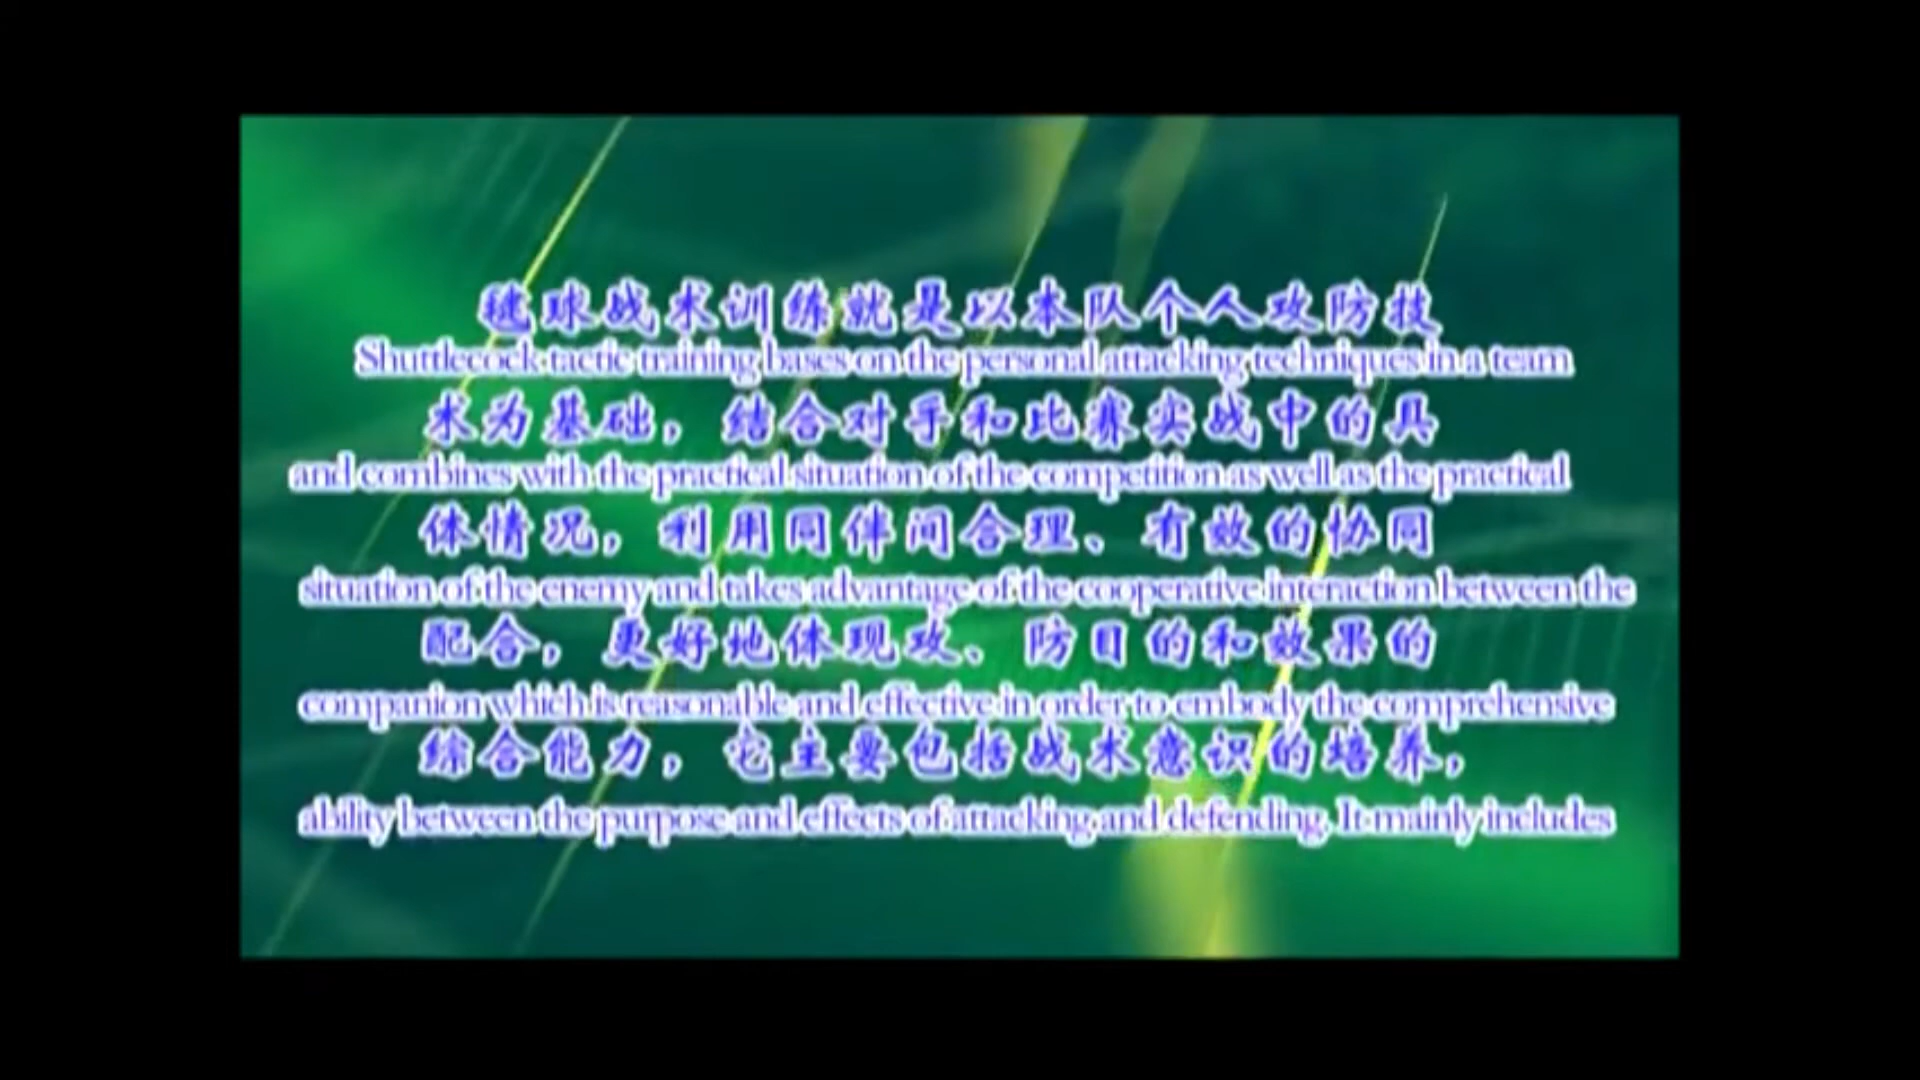 毽球战术训练就是以本队个人攻防技
Shuttlecock tactic training bases on the personal attacking techniques in a team
术为基础，结合对手和比赛实战中的具
and combines with the practical situation of the competition as well as the practical
体情况，利用同伴间合理、有效的协同
situation of the enemy and takes advantage of the cooperative interaction between the
配合，更好地体现攻、防目的和效果的
companion which is reasonable and effective in order to embody the comprehensive
综合能力，它主要包括战术意识的培养，
ability between the purpose and effects of attacking and defending. It mainly includes